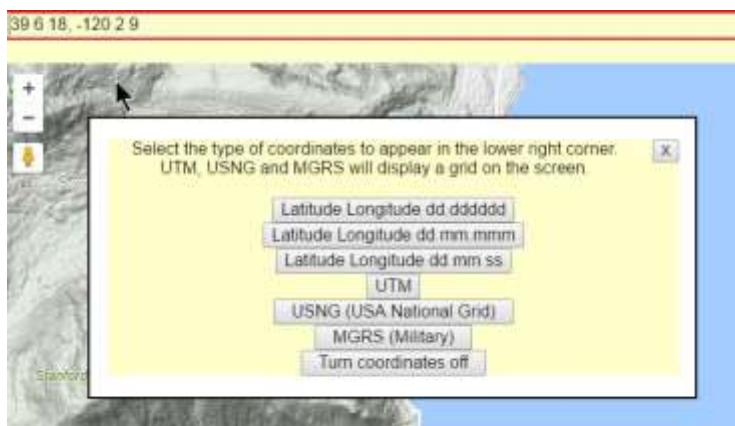 39 6 18, -120 2 9
+
-
Select the type of coordinates to appear in the lower right corner.
UTM, USNG and MGRS will display a grid on the screen.
X
Latitude Longitude dd dddddd
Latitude Longitude dd mm mmm
Latitude Longitude dd mm ss
UTM
USNG (USA National Grid)
MGRS (Military)
Turn coordinates off
Stanford